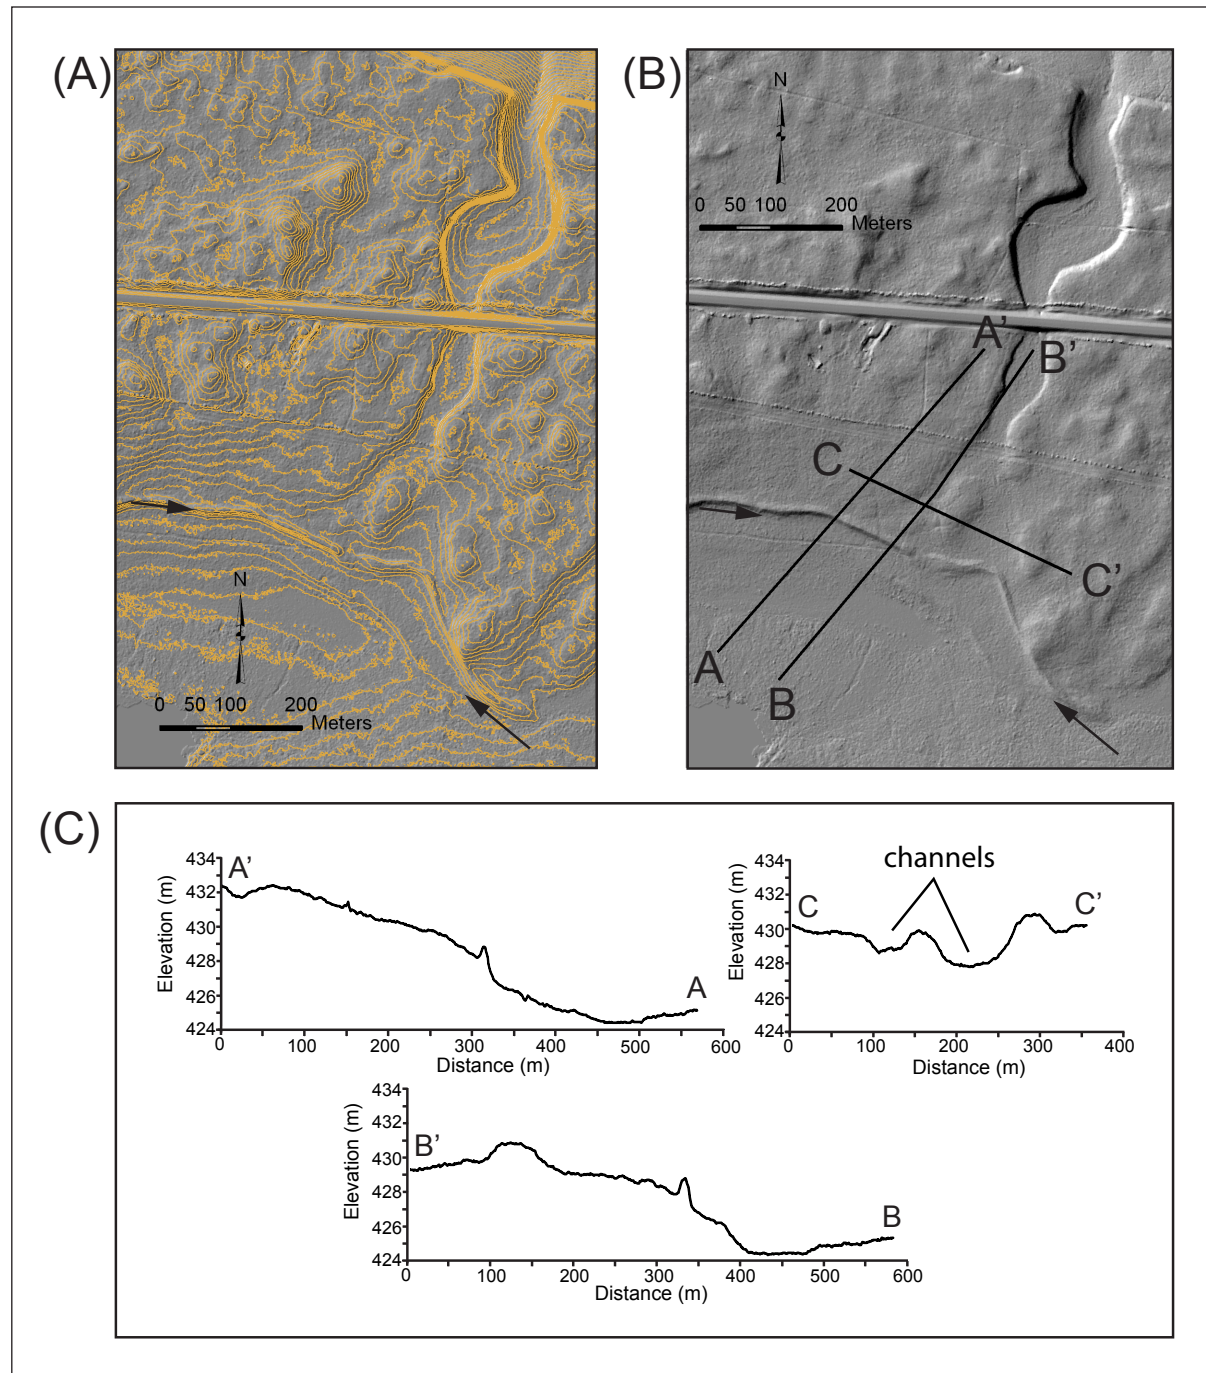 (A)
N
0 50 100 200
Meters
(B)
N
0 50 100 200
Meters
A’
B’
C
C’
A
B
(C)
A’
A
Elevation (m)
434
432
430
428
426
424
0 100 200 300 400 500 600
Distance (m)
channels
C
C’
Elevation (m)
434
432
430
428
426
424
0 100 200 300 400
Distance (m)
B’
B
Elevation (m)
434
432
430
428
426
424
0 100 200 300 400 500 600
Distance (m)